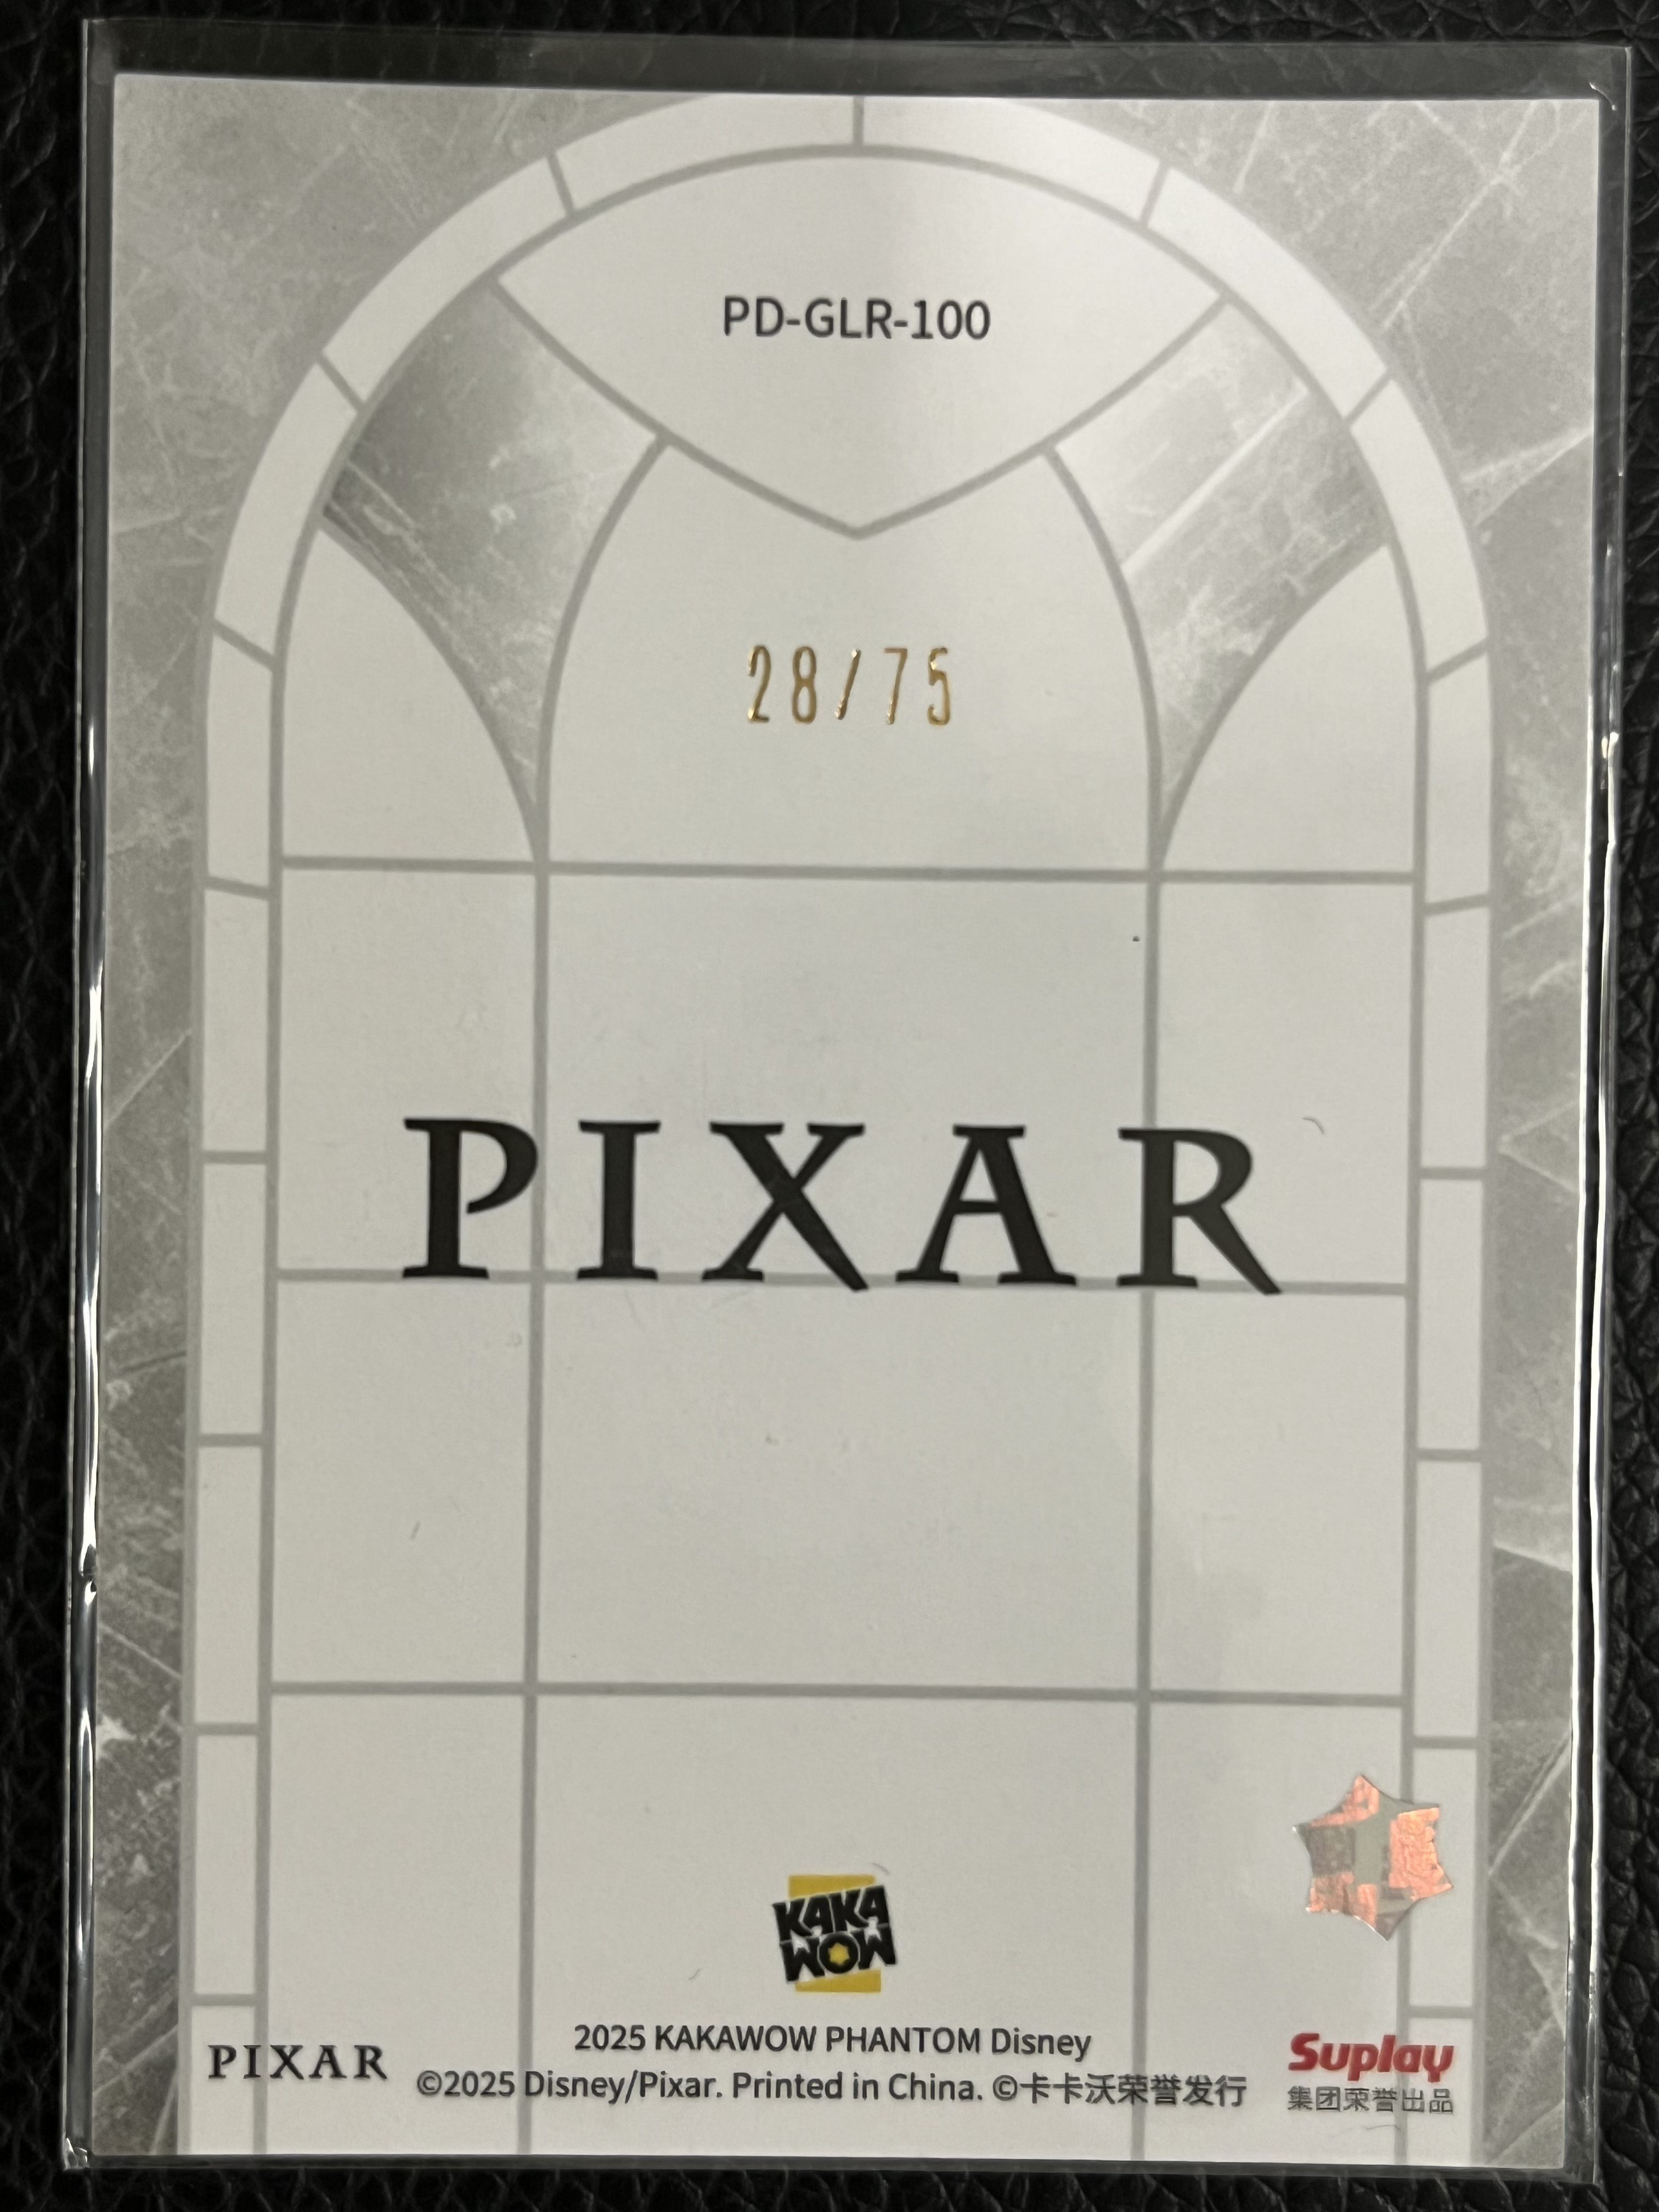 PD-GLR-100
28/75
PIXAR
KAKA
WOW
2025 KAKAWOW PHANTOM Disney
PIXAR
©2025 Disney/Pixar. Printed in China. ©卡卡沃荣誉发行
Suplay
集团荣誉出品